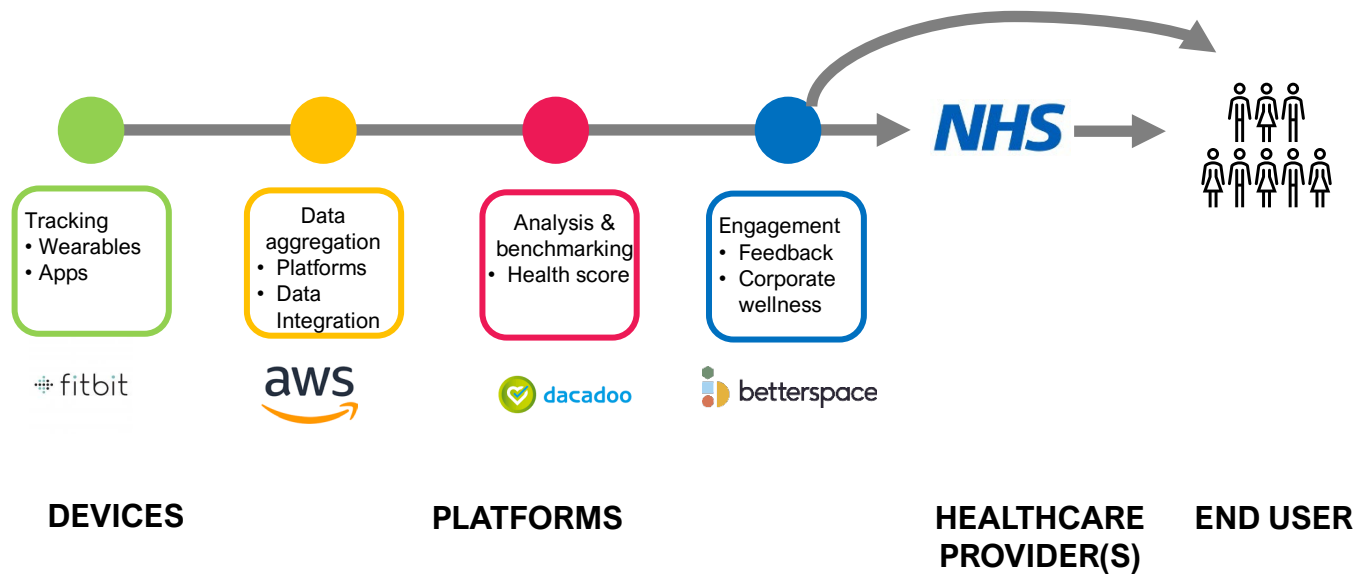 NHS
Tracking
• Wearables
• Apps
Data
aggregation
• Platforms
• Data
Integration
Analysis &
benchmarking
• Health score
Engagement
• Feedback
• Corporate
wellness
fitbit
aws
dacadoo
betterspace
DEVICES
PLATFORMS
HEALTHCARE
PROVIDER(S)
END USER